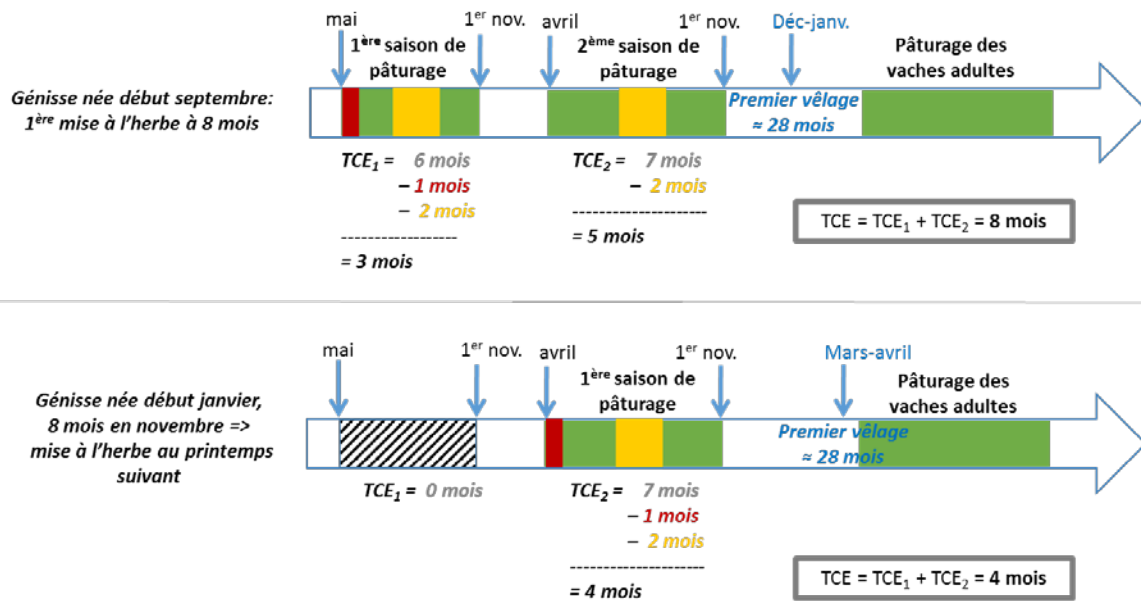 mai
1er nov.
avril
1er nov.
Déc-janv.
1ère saison de
pâturage
2ème saison de
pâturage
Pâturage des
vaches adultes
Génisse née début septembre:
1ère mise à l'herbe à 8 mois
Premier vêlage
≈ 28 mois
TCE1 = 6 mois
– 1 mois
– 2 mois
-------------------
= 3 mois
TCE2 = 7 mois
– 2 mois
----------------------
= 5 mois
TCE = TCE1 + TCE2 = 8 mois
mai
1er nov.
avril
1er nov.
Mars-avril
1ère saison de
pâturage
Pâturage des
vaches adultes
Génisse née début janvier,
8 mois en novembre =>
mise à l'herbe au printemps
suivant
Premier vêlage
≈ 28 mois
TCE1 = 0 mois
TCE2 = 7 mois
– 1 mois
– 2 mois
----------------------
= 4 mois
TCE = TCE1 + TCE2 = 4 mois